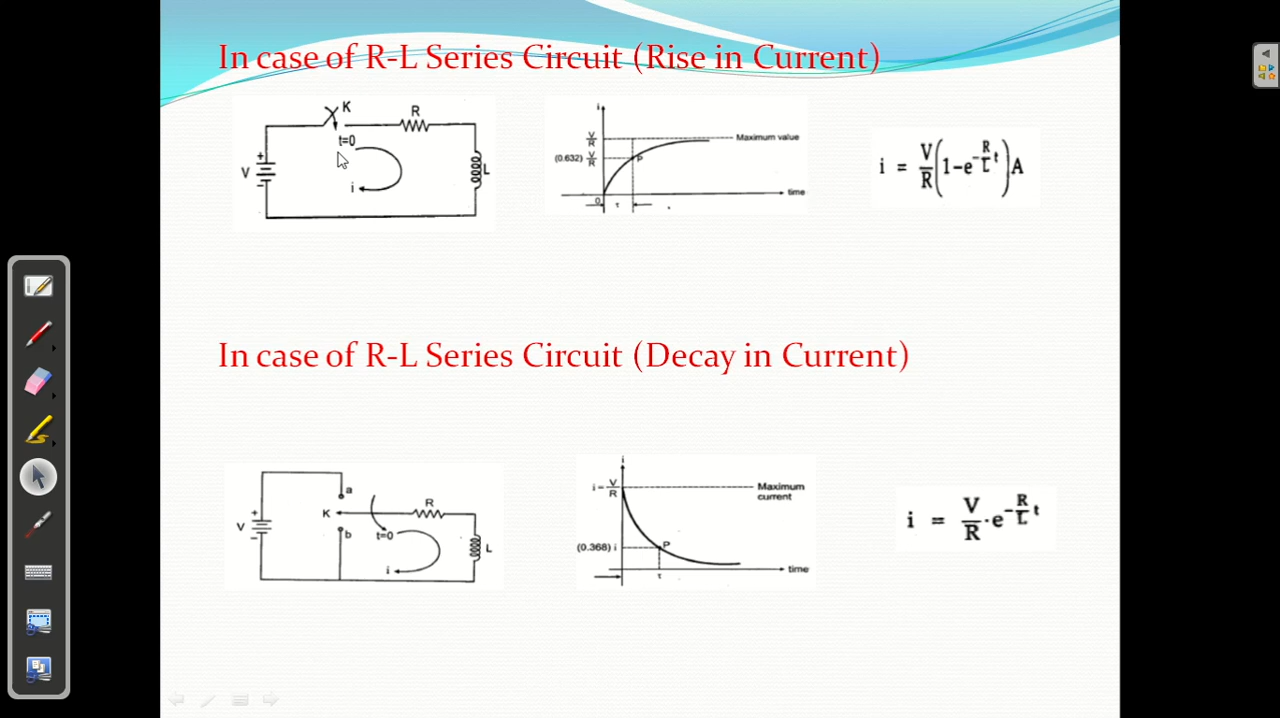 In case of R-L Series Circuit (Rise in Current)
K
R
t=0
+
V
-
L
i
i
V/R
Maximum value
(0.632) V/R
P
time
0
τ
i = V/R (1-e^-R/L t) A
In case of R-L Series Circuit (Decay in Current)
a
R
K
+
V
-
b
t=0
L
i
i
i = V/R
Maximum
current
(0.368) i
P
time
τ
i = V/R · e^-R/L t